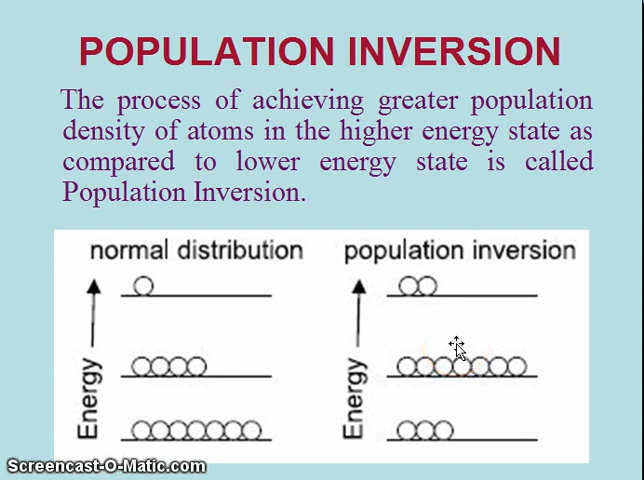 POPULATION INVERSION
The process of achieving greater population
density of atoms in the higher energy state as
compared to lower energy state is called
Population Inversion.
normal distribution
population inversion
Energy
Energy
Screencast-O-Matic.com